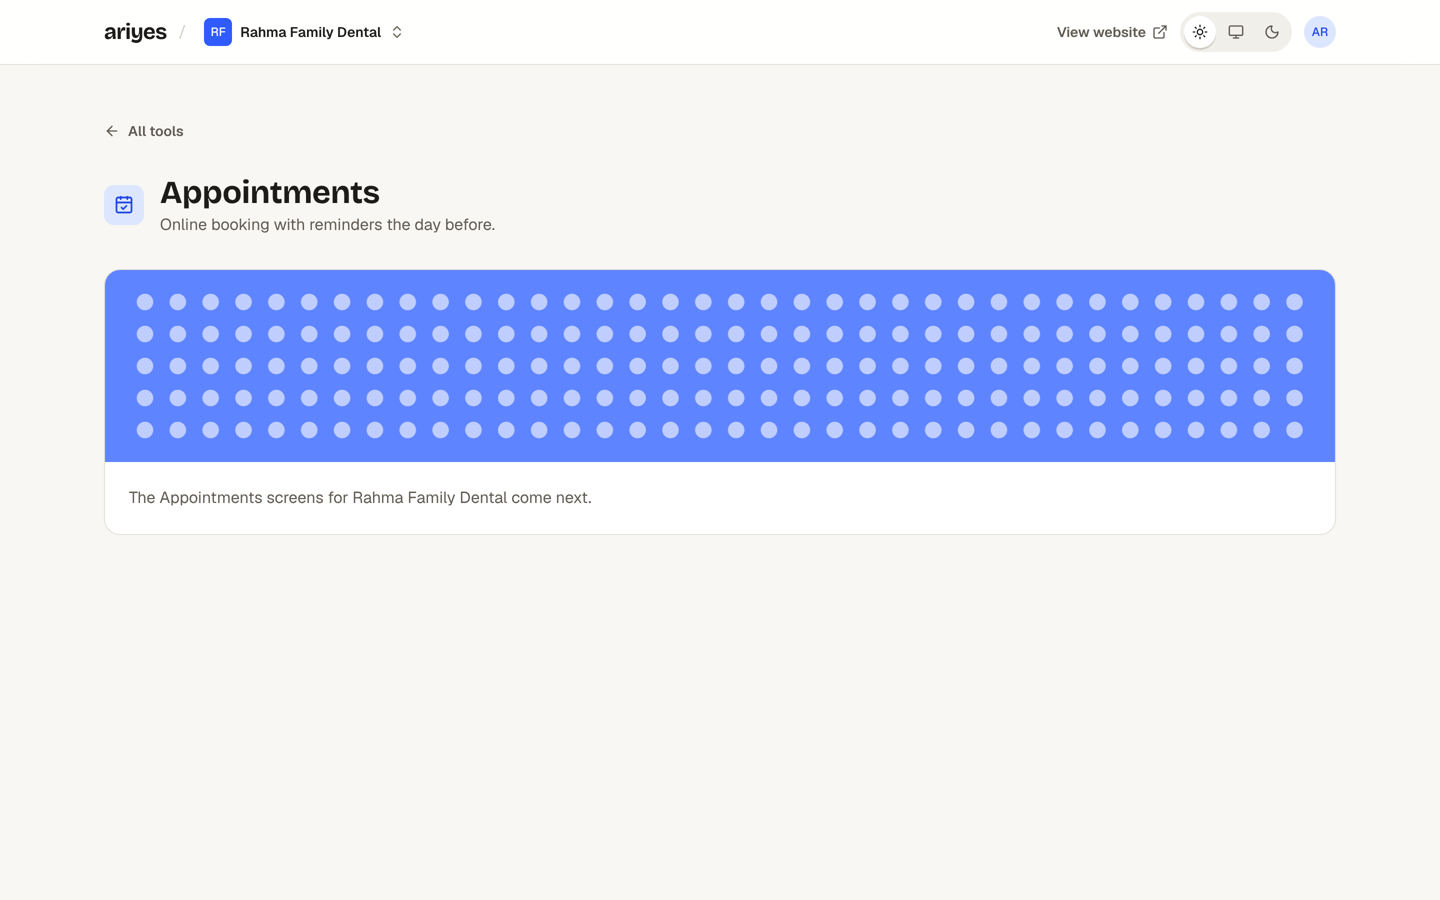 ariyes / RF Rahma Family Dental View website AR
All tools
Appointments
Online booking with reminders the day before.
The Appointments screens for Rahma Family Dental come next.